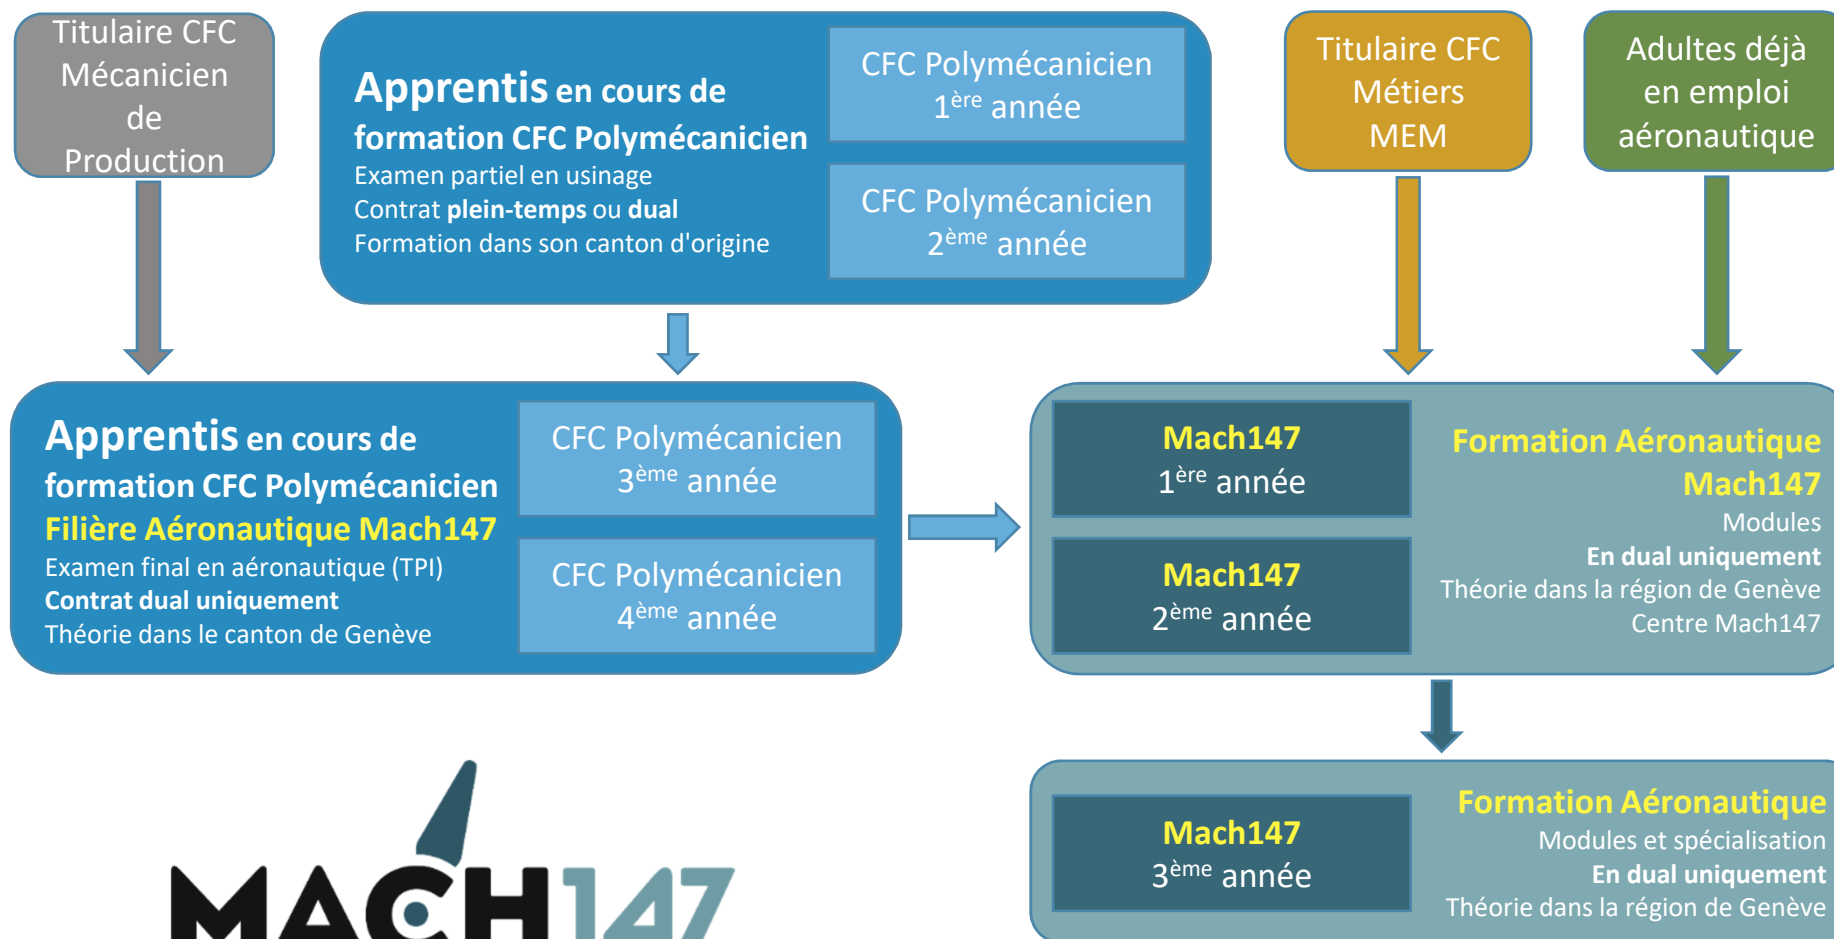 Titulaire CFC
Mécanicien
de
Production
Apprentis en cours de
formation CFC Polymécanicien
Examen partiel en usinage
Contrat plein-temps ou dual
Formation dans son canton d'origine
CFC Polymécanicien
1ère année
CFC Polymécanicien
2ème année
Titulaire CFC
Métiers
MEM
Adultes déjà
en emploi
aéronautique
Apprentis en cours de
formation CFC Polymécanicien
Filière Aéronautique Mach147
Examen final en aéronautique (TPI)
Contrat dual uniquement
Théorie dans le canton de Genève
CFC Polymécanicien
3ème année
CFC Polymécanicien
4ème année
Mach147
1ère année
Mach147
2ème année
Formation Aéronautique
Mach147
Modules
En dual uniquement
Théorie dans la région de Genève
Centre Mach147
Mach147
3ème année
Formation Aéronautique
Modules et spécialisation
En dual uniquement
Théorie dans la région de Genève
MACH147